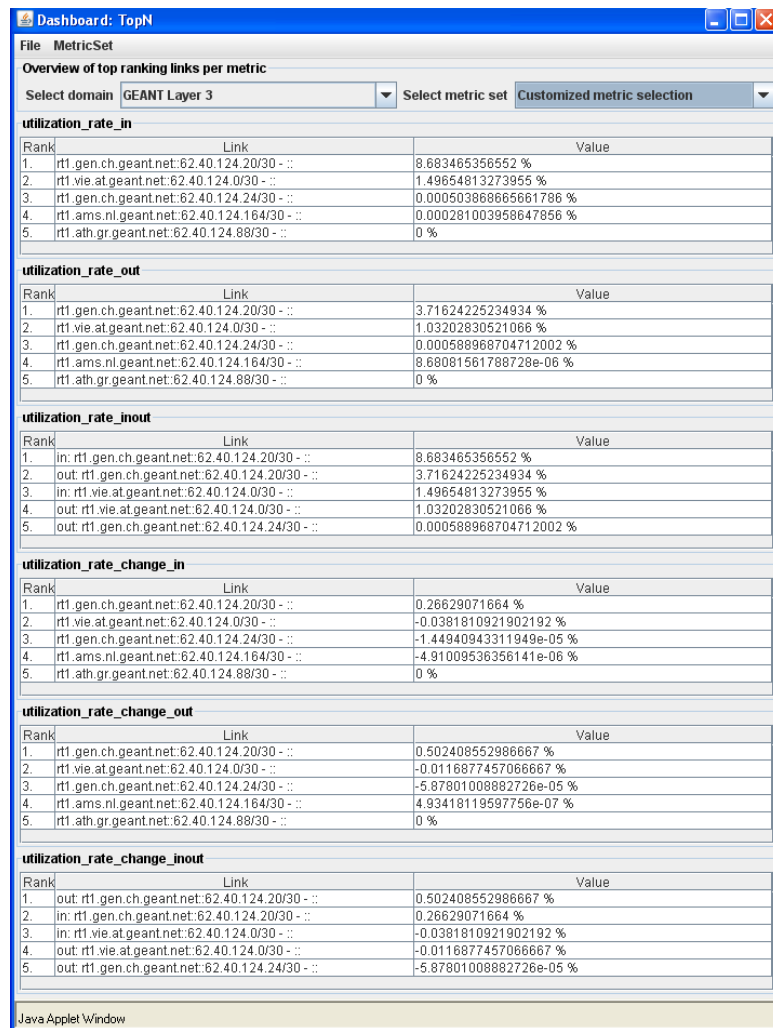 Dashboard: TopN
File MetricSet
Overview of top ranking links per metric
Select domain GEANT Layer 3 Select metric set Customized metric selection
utilization_rate_in
Rank Link Value
1. rt1.gen.ch.geant.net::62.40.124.20/30 - :: 8.683465356552 %
2. rt1.vie.at.geant.net::62.40.124.0/30 - :: 1.49654813273955 %
3. rt1.gen.ch.geant.net::62.40.124.24/30 - :: 0.000503868665661786 %
4. rt1.ams.nl.geant.net::62.40.124.164/30 - :: 0.000281003958647856 %
5. rt1.ath.gr.geant.net::62.40.124.88/30 - :: 0 %
utilization_rate_out
Rank Link Value
1. rt1.gen.ch.geant.net::62.40.124.20/30 - :: 3.71624225234934 %
2. rt1.vie.at.geant.net::62.40.124.0/30 - :: 1.03202830521066 %
3. rt1.gen.ch.geant.net::62.40.124.24/30 - :: 0.000588968704712002 %
4. rt1.ams.nl.geant.net::62.40.124.164/30 - :: 8.68081561788728e-06 %
5. rt1.ath.gr.geant.net::62.40.124.88/30 - :: 0 %
utilization_rate_inout
Rank Link Value
1. in: rt1.gen.ch.geant.net::62.40.124.20/30 - :: 8.683465356552 %
2. out: rt1.gen.ch.geant.net::62.40.124.20/30 - :: 3.71624225234934 %
3. in: rt1.vie.at.geant.net::62.40.124.0/30 - :: 1.49654813273955 %
4. out: rt1.vie.at.geant.net::62.40.124.0/30 - :: 1.03202830521066 %
5. out: rt1.gen.ch.geant.net::62.40.124.24/30 - :: 0.000588968704712002 %
utilization_rate_change_in
Rank Link Value
1. rt1.gen.ch.geant.net::62.40.124.20/30 - :: 0.26629071664 %
2. rt1.vie.at.geant.net::62.40.124.0/30 - :: -0.0381810921902192 %
3. rt1.gen.ch.geant.net::62.40.124.24/30 - :: -1.44940943311949e-05 %
4. rt1.ams.nl.geant.net::62.40.124.164/30 - :: -4.91009536356141e-06 %
5. rt1.ath.gr.geant.net::62.40.124.88/30 - :: 0 %
utilization_rate_change_out
Rank Link Value
1. rt1.gen.ch.geant.net::62.40.124.20/30 - :: 0.502408552986667 %
2. rt1.vie.at.geant.net::62.40.124.0/30 - :: -0.0116877457066667 %
3. rt1.gen.ch.geant.net::62.40.124.24/30 - :: -5.87801008882726e-05 %
4. rt1.ams.nl.geant.net::62.40.124.164/30 - :: 4.93418119597756e-07 %
5. rt1.ath.gr.geant.net::62.40.124.88/30 - :: 0 %
utilization_rate_change_inout
Rank Link Value
1. out: rt1.gen.ch.geant.net::62.40.124.20/30 - :: 0.502408552986667 %
2. in: rt1.gen.ch.geant.net::62.40.124.20/30 - :: 0.26629071664 %
3. in: rt1.vie.at.geant.net::62.40.124.0/30 - :: -0.0381810921902192 %
4. out: rt1.vie.at.geant.net::62.40.124.0/30 - :: -0.0116877457066667 %
5. out: rt1.gen.ch.geant.net::62.40.124.24/30 - :: -5.87801008882726e-05 %
Java Applet Window